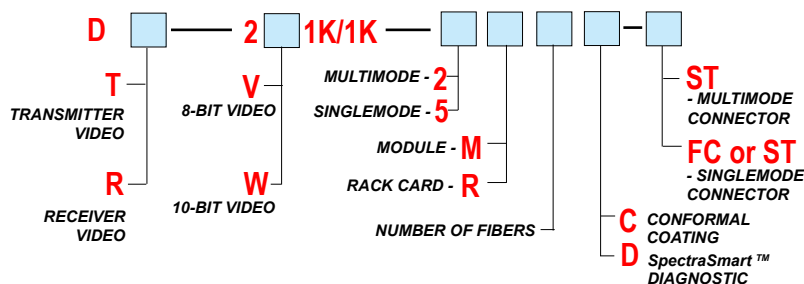 D — 2 1K/1K — –
T
TRANSMITTER
VIDEO
R
RECEIVER
VIDEO
V
8-BIT VIDEO
W
10-BIT VIDEO
MULTIMODE - 2
SINGLEMODE - 5
MODULE - M
RACK CARD - R
NUMBER OF FIBERS
C CONFORMAL
COATING
D SpectraSmart ™
DIAGNOSTIC
ST
- MULTIMODE
CONNECTOR
FC or ST
- SINGLEMODE
CONNECTOR